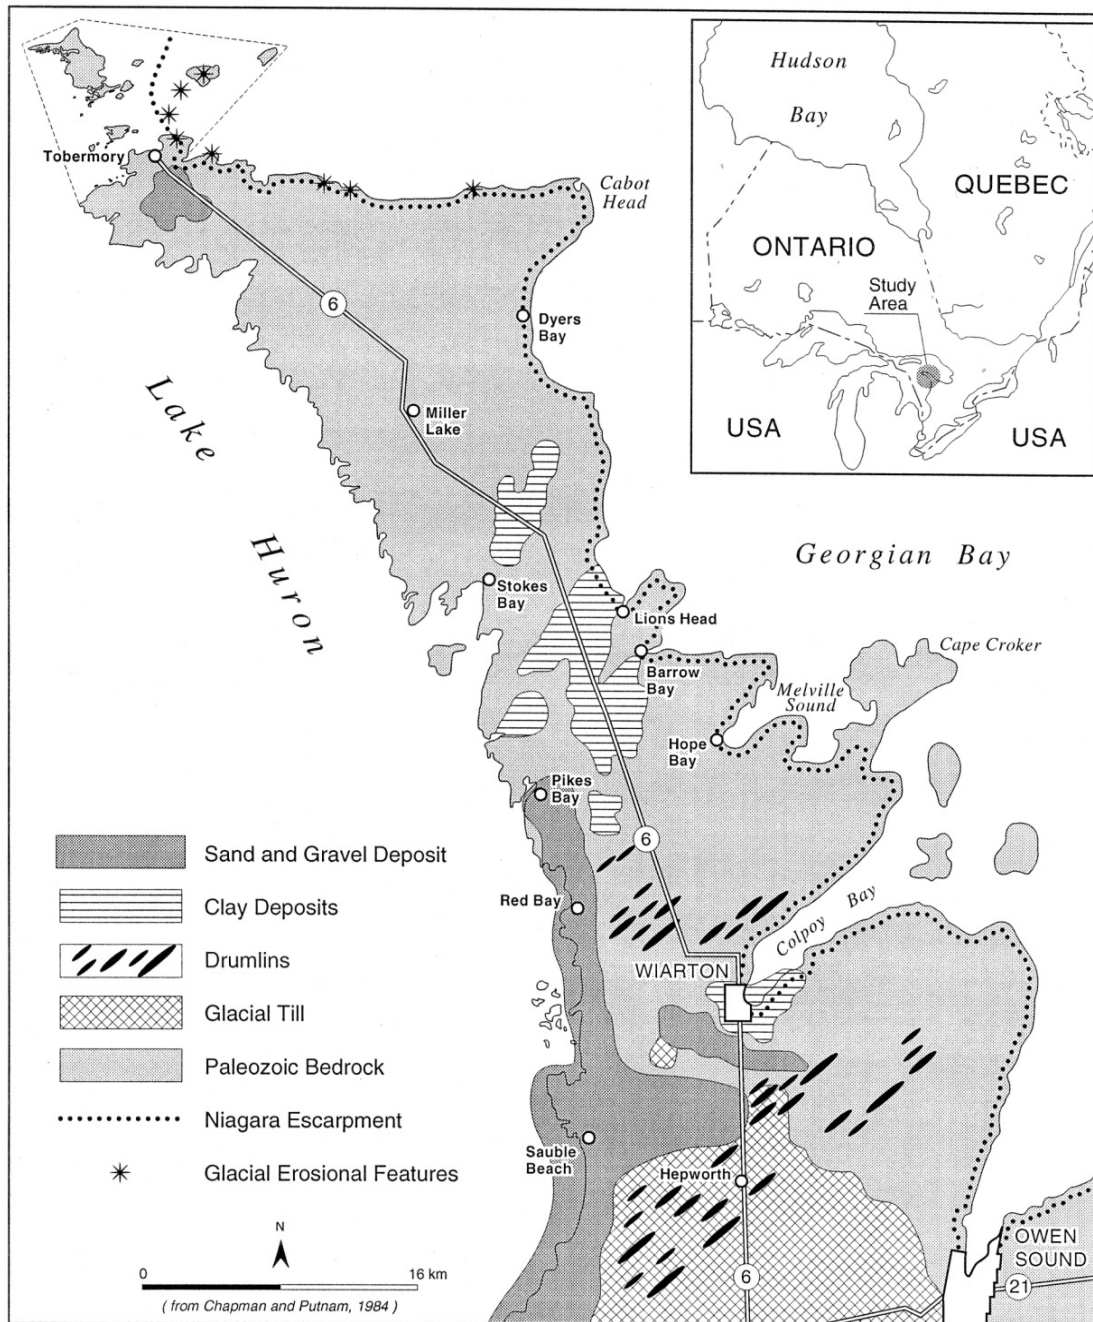 Hudson
Bay
QUEBEC
ONTARIO
Study
Area
USA
USA
Tobermory
Cabot
Head
6
Dyers
Bay
Miller
Lake
Lake
Huron
Georgian Bay
Stokes
Bay
Lions Head
Cape Croker
Barrow
Bay
Melville
Sound
Hope
Bay
Pikes
Bay
6
Red Bay
Colpoy Bay
WIARTON
Sauble
Beach
Hepworth
OWEN
SOUND
6
21
Sand and Gravel Deposit
Clay Deposits
Drumlins
Glacial Till
Paleozoic Bedrock
Niagara Escarpment
Glacial Erosional Features
N
0 16 km
( from Chapman and Putnam, 1984 )